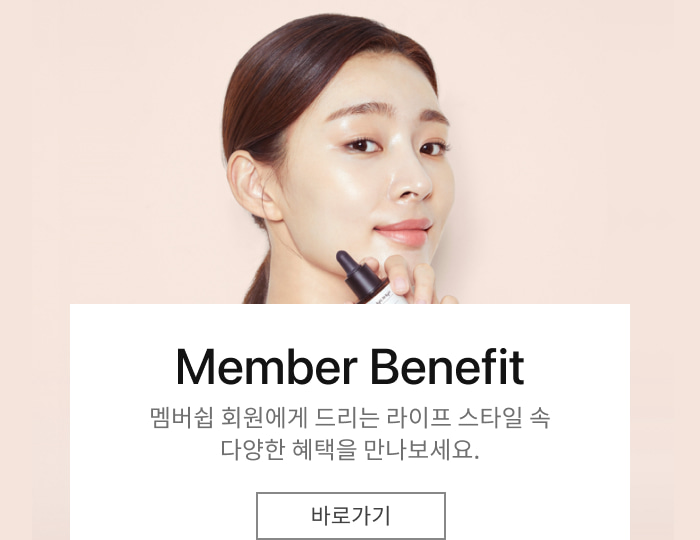 Member Benefit
멤버쉽 회원에게 드리는 라이프 스타일 속
다양한 혜택을 만나보세요.
바로가기